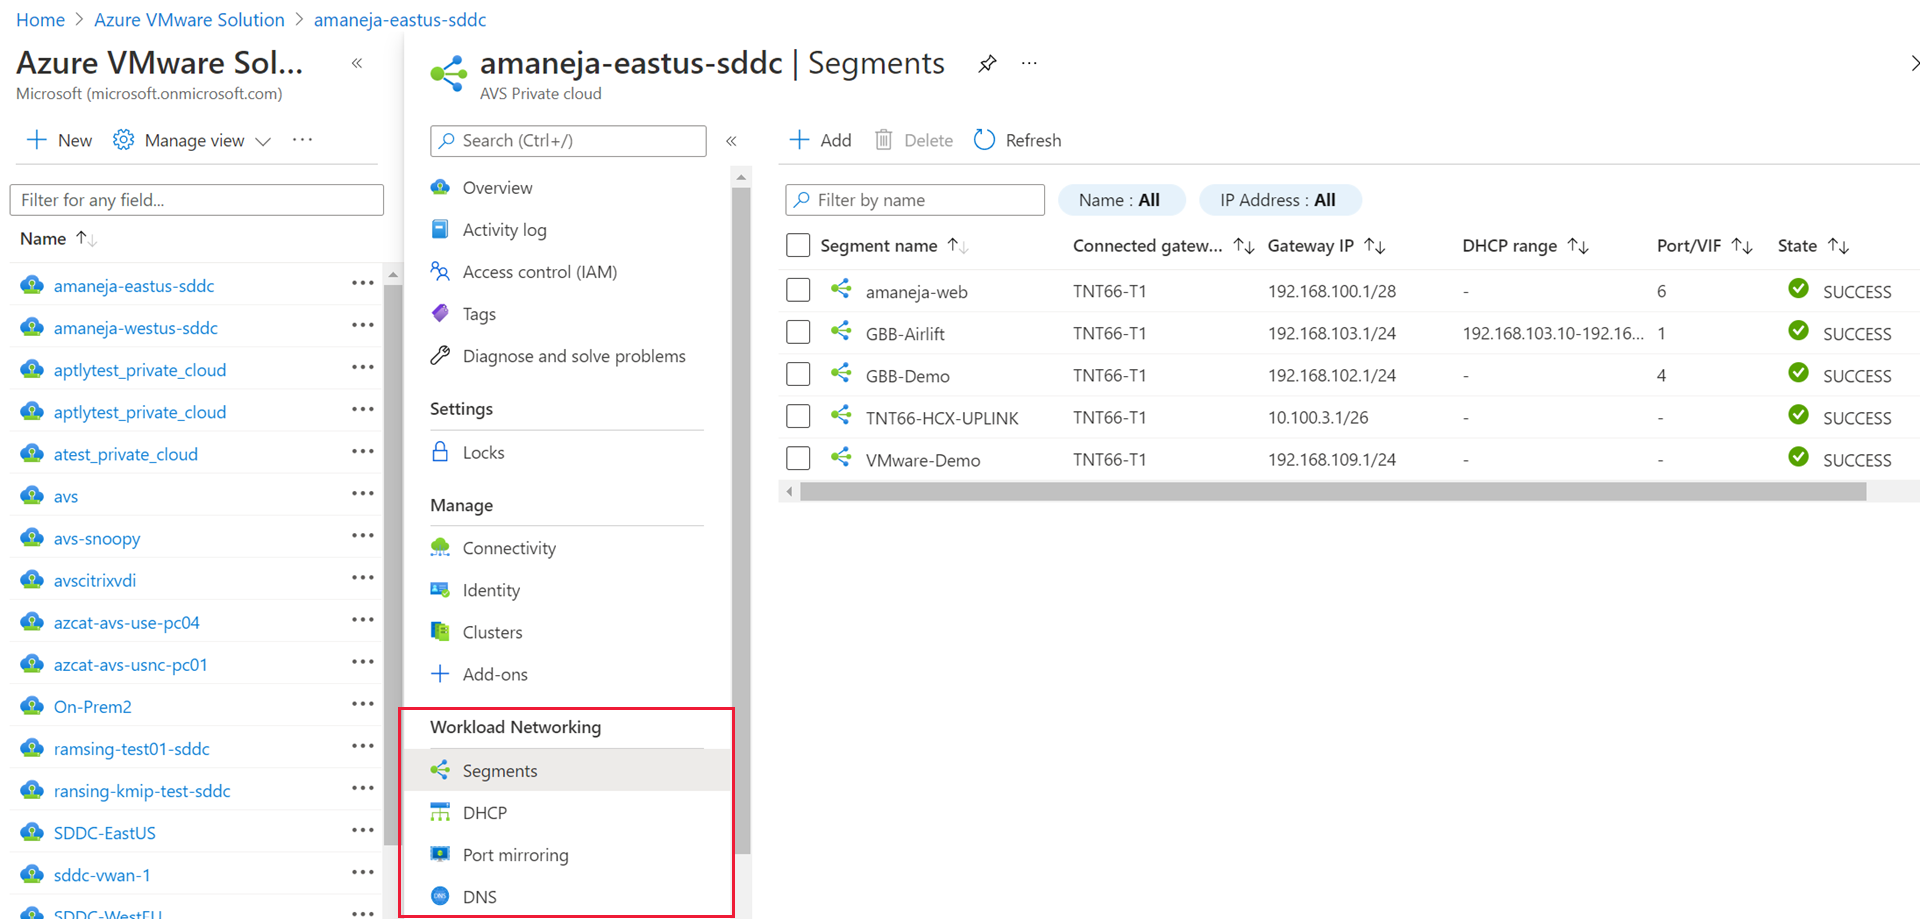 Home > Azure VMware Solution > amaneja-eastus-sddc
Azure VMware Sol...
Microsoft (microsoft.onmicrosoft.com)
New Manage view
Filter for any field...
Name
amaneja-eastus-sddc
amaneja-westus-sddc
aptlytest_private_cloud
aptlytest_private_cloud
atest_private_cloud
avs
avs-snoopy
avscitrixvdi
azcat-avs-use-pc04
azcat-avs-usnc-pc01
On-Prem2
ramsing-test01-sddc
ransing-kmip-test-sddc
SDDC-EastUS
sddc-vwan-1
SDDC-WestEU
amaneja-eastus-sddc | Segments
AVS Private cloud
Search (Ctrl+/)
Overview
Activity log
Access control (IAM)
Tags
Diagnose and solve problems
Settings
Locks
Manage
Connectivity
Identity
Clusters
Add-ons
Workload Networking
Segments
DHCP
Port mirroring
DNS
Add Delete Refresh
Filter by name Name : All IP Address : All
Segment name Connected gatew... Gateway IP DHCP range Port/VIF State
amaneja-web TNT66-T1 192.168.100.1/28 - 6 SUCCESS
GBB-Airlift TNT66-T1 192.168.103.1/24 192.168.103.10-192.16... 1 SUCCESS
GBB-Demo TNT66-T1 192.168.102.1/24 - 4 SUCCESS
TNT66-HCX-UPLINK TNT66-T1 10.100.3.1/26 - - SUCCESS
VMware-Demo TNT66-T1 192.168.109.1/24 - - SUCCESS